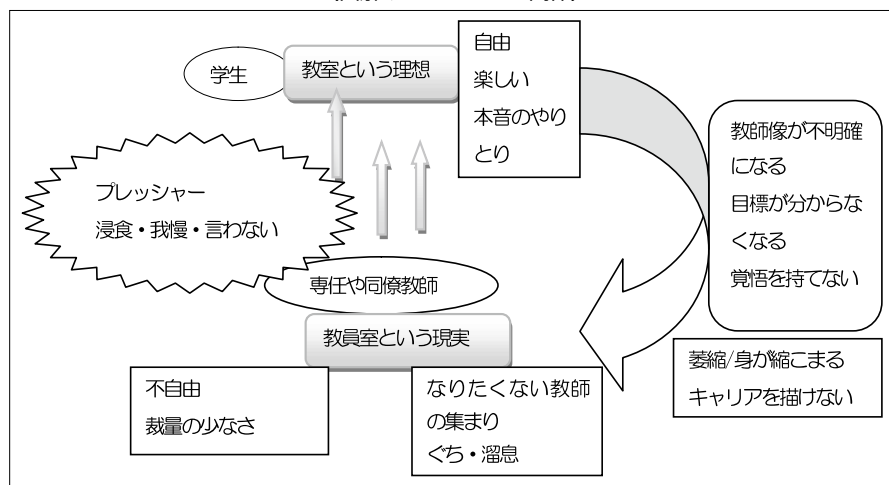 学生
教室という理想
自由
楽しい
本音のやり
とり
教師像が不明確
になる
目標が分からな
くなる
覚悟を持てない
プレッシャー
浸食・我慢・言わない
専任や同僚教師
教員室という現実
不自由
裁量の少なさ
なりたくない教師
の集まり
ぐち・溜息
萎縮/身が縮こまる
キャリアを描けない